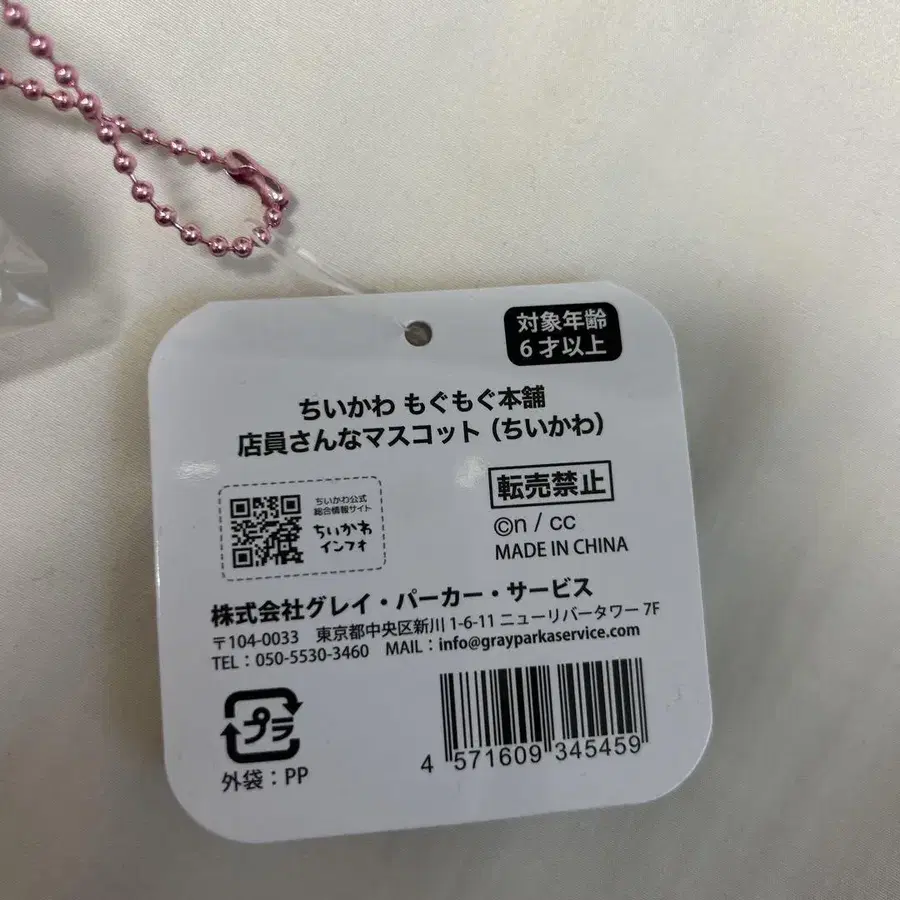 対象年齢
6才以上
ちいかわ もぐもぐ本舗
店員さんなマスコット(ちいかわ)
ちいかわ公式
総合情報サイト
ちいかわ
インフォ
転売禁止
©n / cc
MADE IN CHINA
株式会社グレイ・パーカー・サービス
〒104-0033 東京都中央区新川 1-6-11 ニューリバータワー 7F
TEL:050-5530-3460 MAIL:info@grayparkaservice.com
プラ
外袋:PP
4 571609 345459